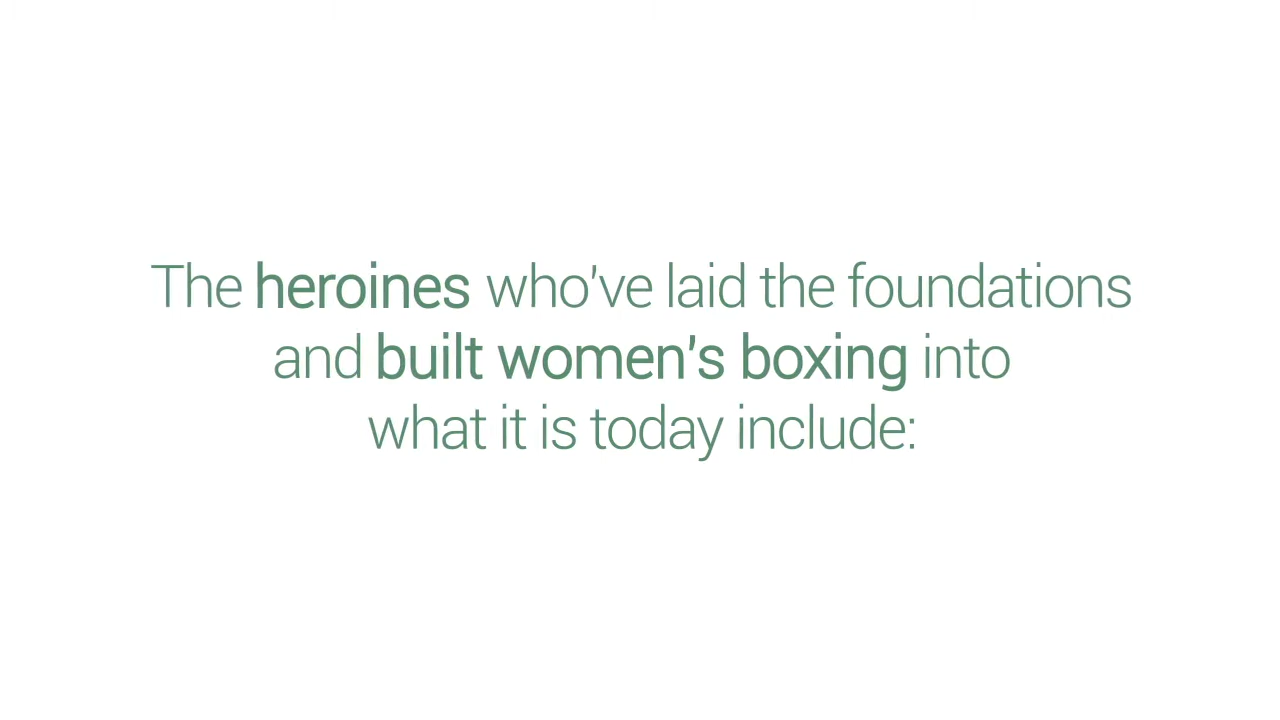 The heroines who've laid the foundations
and built women's boxing into
what it is today include: